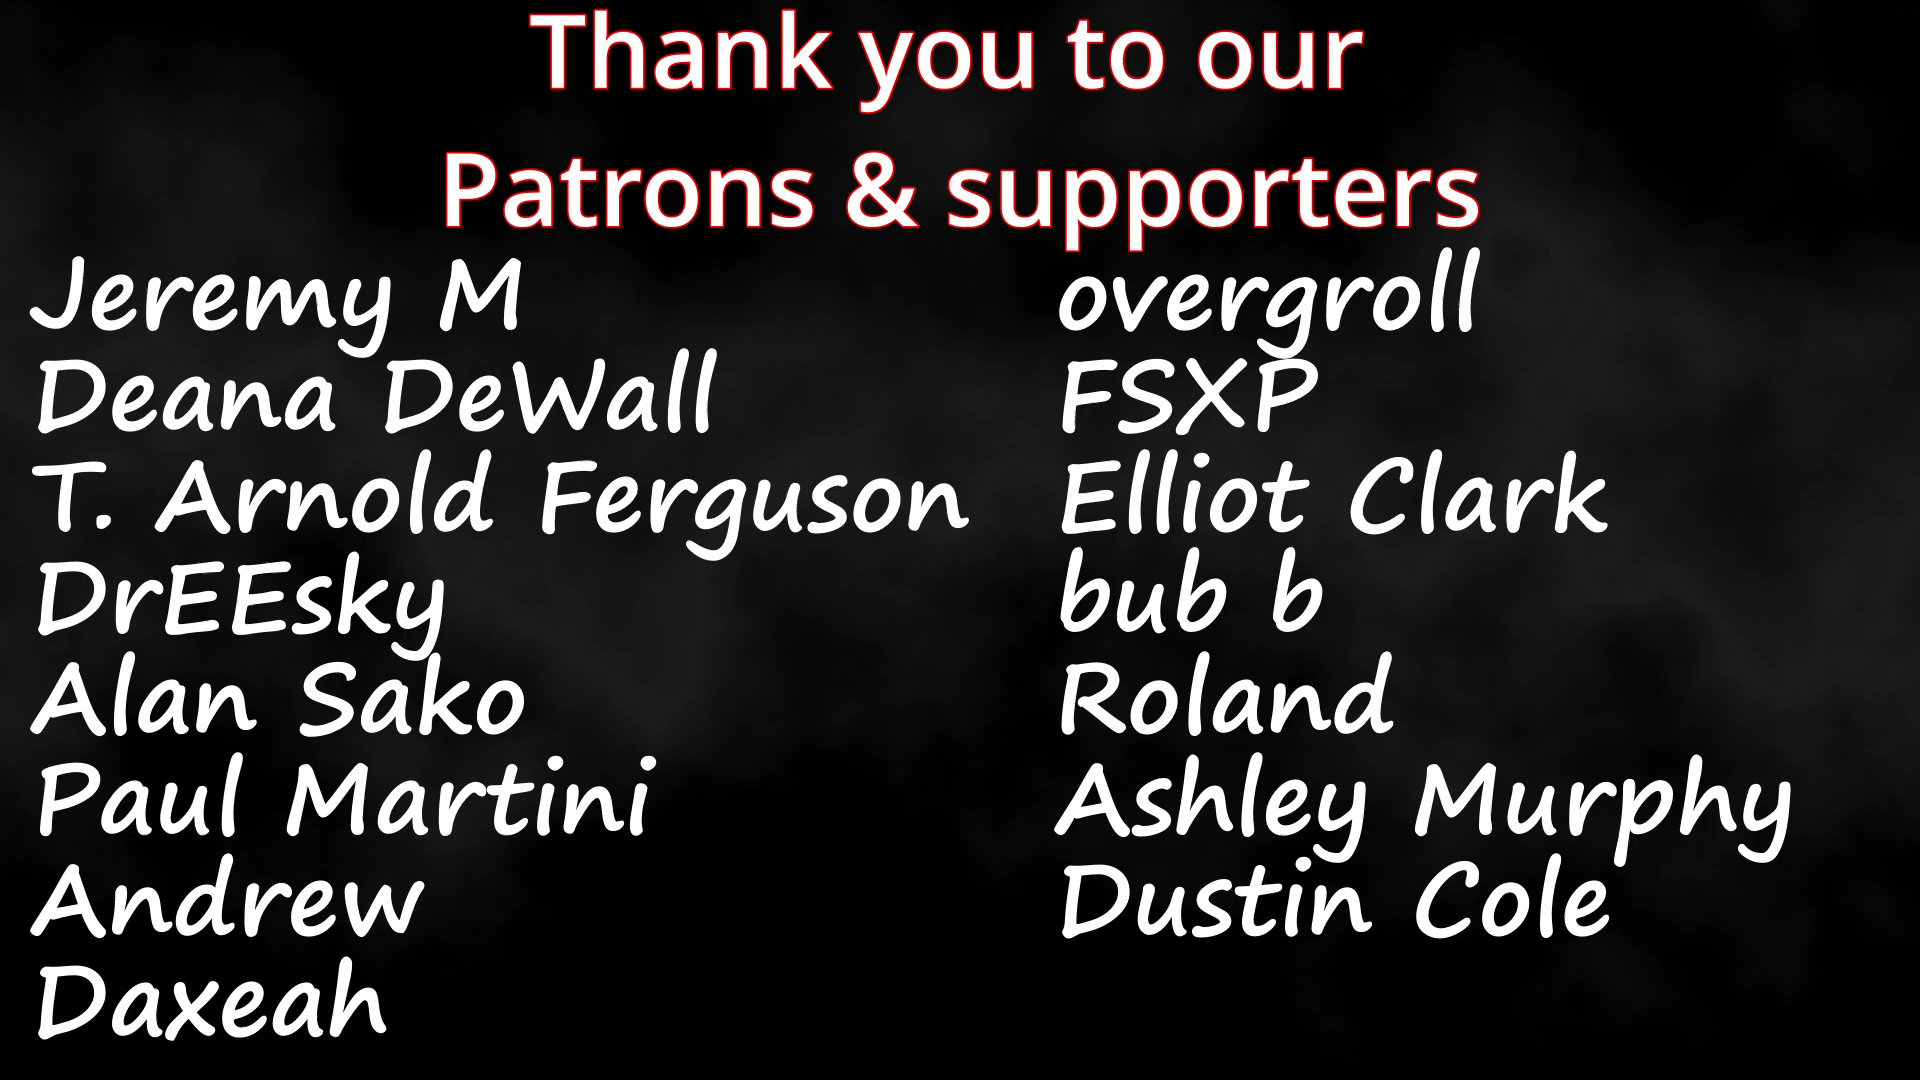 Thank you to our
Patrons & supporters
Jeremy M
Deana DeWall
T. Arnold Ferguson
DrEEsky
Alan Sako
Paul Martini
Andrew
Daxeah
overgroll
FSXP
Elliot Clark
bub b
Roland
Ashley Murphy
Dustin Cole